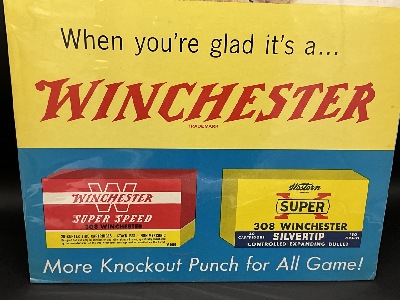 When you're glad it's a...
WINCHESTER
TRADEMARK
WINCHESTER
W
SUPER SPEED
308 WINCHESTER
Western
SUPER
X
308 WINCHESTER
SILVERTIP
CONTROLLED EXPANDING BULLET
More Knockout Punch for All Game!